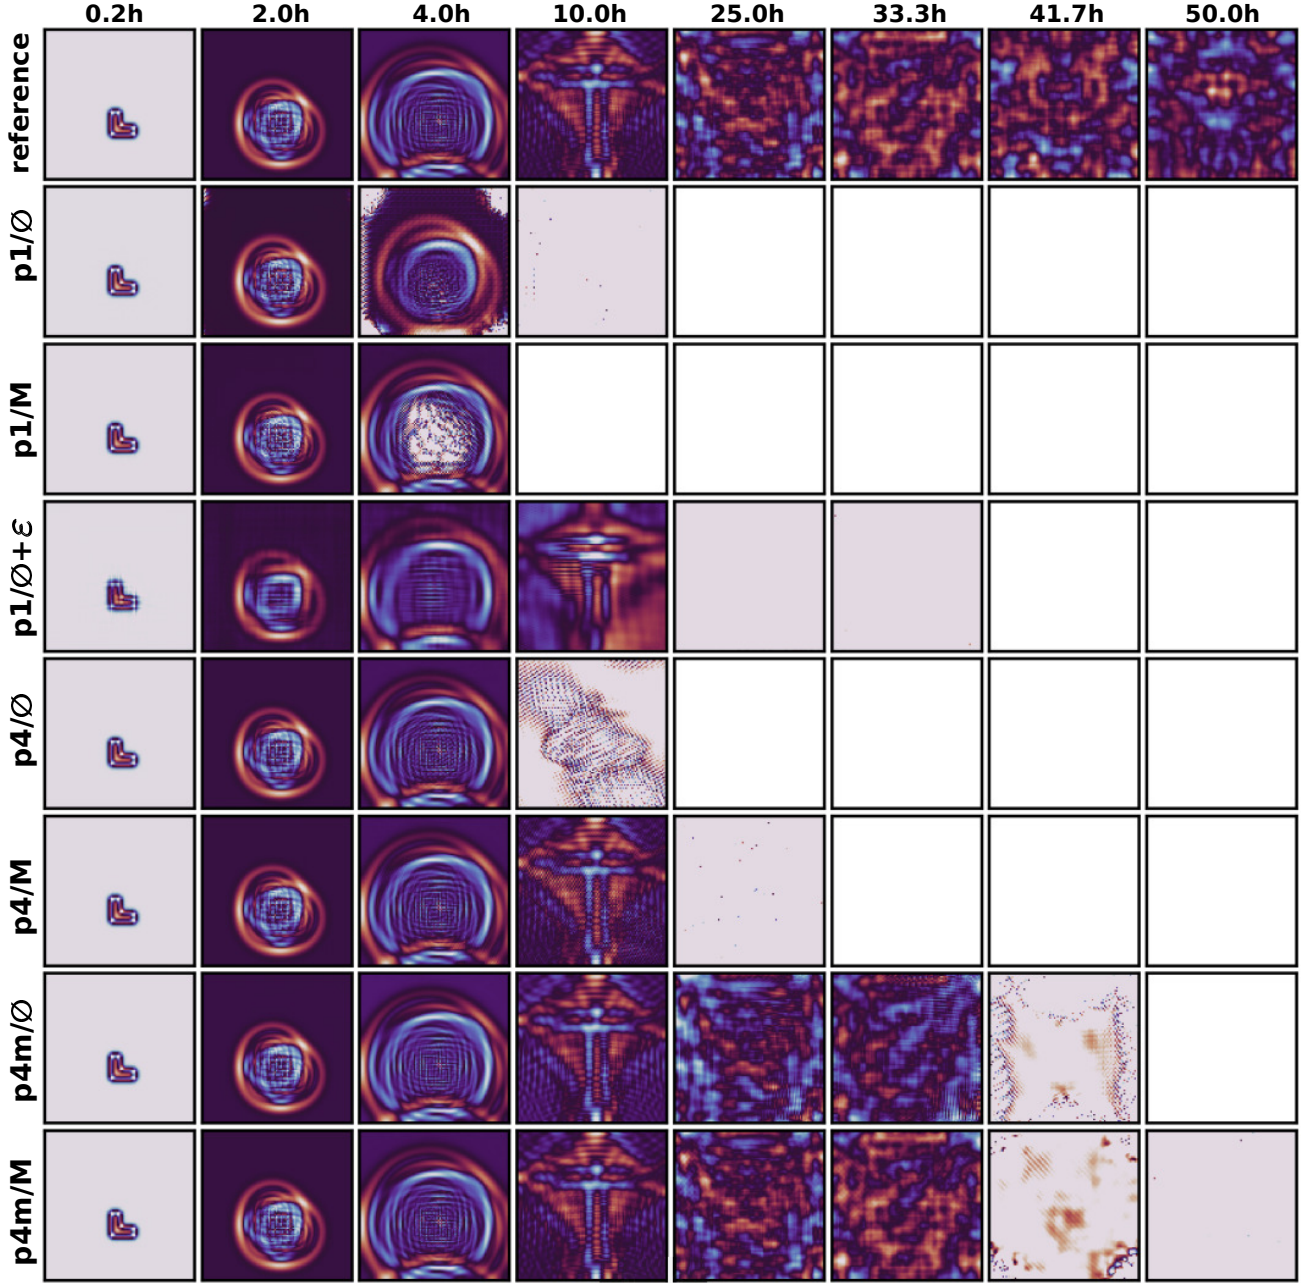 0.2h 2.0h 4.0h 10.0h 25.0h 33.3h 41.7h 50.0h
reference
p1/∅
p1/M
p1/∅+ε
p4/∅
p4/M
p4m/∅
p4m/M